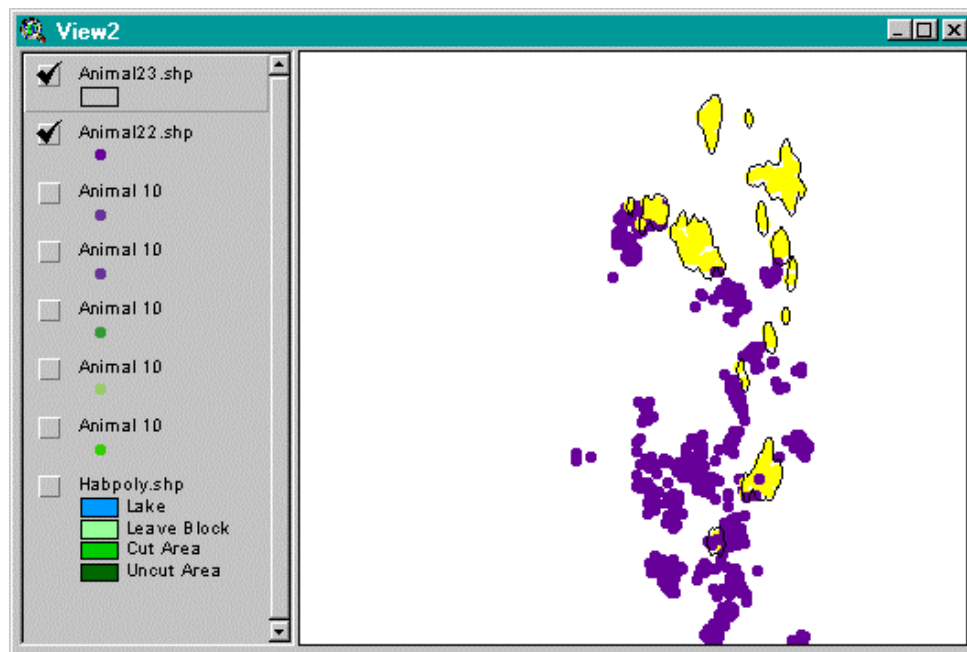 View2
Animal23.shp
Animal22.shp
Animal 10
Animal 10
Animal 10
Animal 10
Animal 10
Habpoly.shp
Lake
Leave Block
Cut Area
Uncut Area